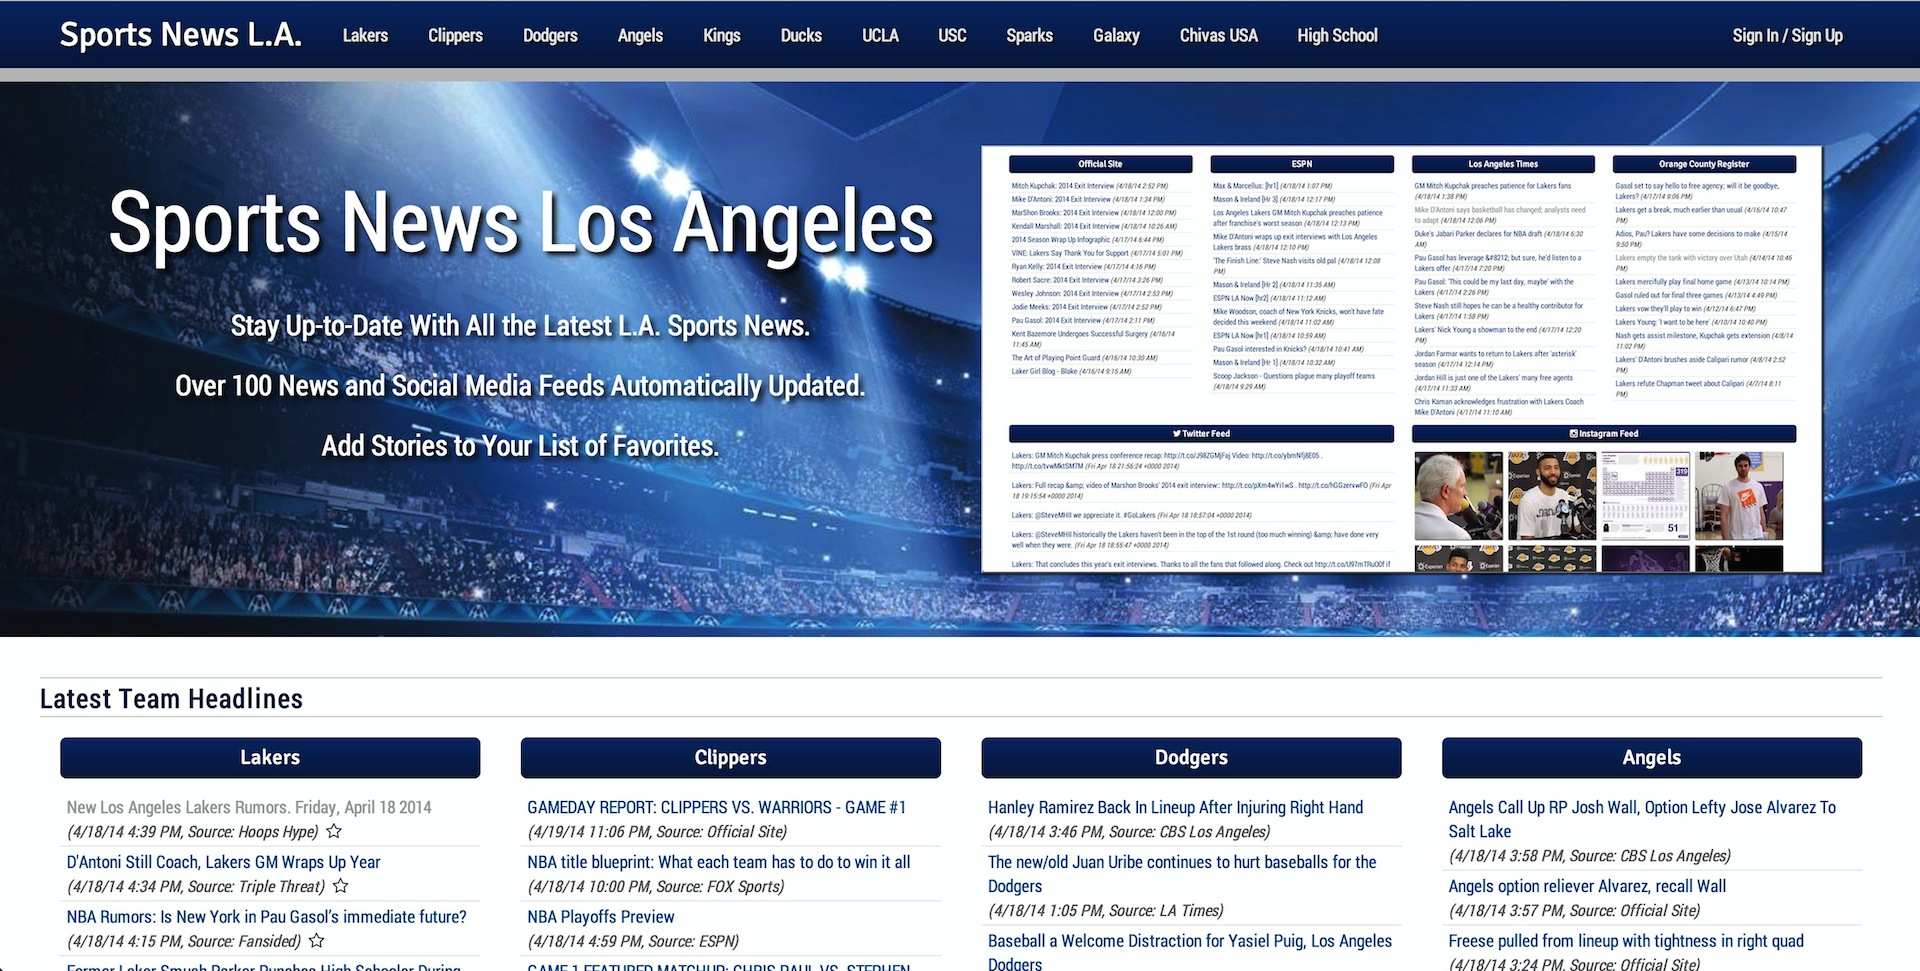 Sports News L.A.
Lakers
Clippers
Dodgers
Angels
Kings
Ducks
UCLA
USC
Sparks
Galaxy
Chivas USA
High School
Sign In / Sign Up
Sports News Los Angeles
Stay Up-to-Date With All the Latest L.A. Sports News.
Over 100 News and Social Media Feeds Automatically Updated.
Add Stories to Your List of Favorites.
Official Site
Mitch Kupchak: 2014 Exit Interview (4/18/14 2:52 PM)
Mike D'Antoni: 2014 Exit Interview (4/18/14 1:34 PM)
MarShon Brooks: 2014 Exit Interview (4/18/14 12:00 PM)
Kendall Marshall: 2014 Exit Interview (4/18/14 10:26 AM)
2014 Season Wrap Up Infographic (4/17/14 6:44 PM)
VINE: Lakers Say Thank You for Support (4/17/14 5:01 PM)
Ryan Kelly: 2014 Exit Interview (4/17/14 4:16 PM)
Robert Sacre: 2014 Exit Interview (4/17/14 3:26 PM)
Wesley Johnson: 2014 Exit Interview (4/17/14 2:53 PM)
Jodie Meeks: 2014 Exit Interview (4/17/14 2:52 PM)
Pau Gasol: 2014 Exit Interview (4/17/14 2:11 PM)
Kent Bazemore Undergoes Successful Surgery (4/16/14
11:45 AM)
The Art of Playing Point Guard (4/16/14 10:30 AM)
Laker Girl Blog - Blake (4/14 9:15 AM)
ESPN
Max & Marcellus: [hr1] (4/18/14 1:07 PM)
Mason & Ireland [Hr 3] (4/18/14 12:17 PM)
Los Angeles Lakers GM Mitch Kupchak preaches patience
after franchise's worst season (4/18/14 12:13 PM)
Mike D'Antoni wraps up exit interviews with Los Angeles
Lakers brass (4/18/14 12:10 PM)
'The Finish Line:' Steve Nash visits old pal (4/18/14 12:08
PM)
Mason & Ireland [Hr 2] (4/18/14 11:35 AM)
ESPN LA Now [hr2] (4/18/14 11:12 AM)
Mike Woodson, coach of New York Knicks, won't have fate
decided this weekend (4/18/14 11:02 AM)
ESPN LA Now [hr1] (4/18/14 10:59 AM)
Pau Gasol interested in Knicks? (4/18/14 10:41 AM)
Mason & Ireland [Hr 1] (4/18/14 10:32 AM)
Scoop Jackson - Questions plague many playoff teams
(4/18/14 9:29 AM)
Los Angeles Times
GM Mitch Kupchak preaches patience for Lakers fans
(4/18/14 1:38 PM)
Mike D'Antoni says basketball has changed; analysts need
to adapt (4/18/14 12:06 PM)
Duke's Jabari Parker declares for NBA draft (4/18/14 6:30
AM)
Pau Gasol has leverage &#8212; but sure, he'd listen to a
Lakers offer (4/17/14 7:20 PM)
Pau Gasol: 'This could be my last day, maybe' with the
Lakers (4/17/14 2:26 PM)
Steve Nash still hopes he can be a healthy contributor for
Lakers (4/17/14 1:58 PM)
Lakers' Nick Young a showman to the end (4/17/14 12:20
PM)
Jordan Farmar wants to return to Lakers after 'asterisk'
season (4/17/14 12:14 PM)
Jordan Hill is just one of the Lakers' many free agents
(4/17/14 11:33 AM)
Chris Kaman acknowledges frustration with Lakers Coach
Mike D'Antoni (4/17/14 11:10 AM)
Orange County Register
Gasol set to say hello to free agency; will it be goodbye,
Lakers? (4/17/14 9:06 PM)
Lakers get a break, much earlier than usual (4/16/14 10:47
PM)
Adios, Pau? Lakers have some decisions to make (4/15/14
9:50 PM)
Lakers empty the tank with victory over Utah (4/14/14 10:46
PM)
Lakers mercifully play final home game (4/13/14 10:14 PM)
Gasol ruled out for final three games (4/13/14 4:49 PM)
Lakers vow they'll play to win (4/12/14 6:47 PM)
Lakers Young: 'I want to be here' (4/10/14 10:40 PM)
Nash gets assist milestone, Kupchak gets extension (4/8/14
11:02 PM)
Lakers' D'Antoni brushes aside Calipari rumor (4/8/14 2:52
PM)
Lakers refute Chapman tweet about Calipari (4/7/14 8:11
PM)
Twitter Feed
Lakers: GM Mitch Kupchak press conference recap: http://t.co/J98ZGMjFaj Video: http://t.co/ybmNfj8E05 .
http://t.co/tvwMktSM7M (Fri Apr 18 21:56:24 +0000 2014)
Lakers: Full recap &amp; video of Marshon Brooks' 2014 exit interview:: http://t.co/pXm4wYi1wS . http://t.co/hGGzervwFO (Fri Apr
18 19:15:54 +0000 2014)
Lakers: @SteveMHII we appreciate it. #GoLakers (Fri Apr 18 18:57:04 +0000 2014)
Lakers: @SteveMHII historically the Lakers haven't been in the top of the 1st round (too much winning) &amp; have done very
well when they were. (Fri Apr 18 18:55:47 +0000 2014)
Lakers: That concludes this year's exit interviews. Thanks to all the fans that followed along. Check out http://t.co/U97mTRuO0f if
Instagram Feed
319
51
Experian
Latest Team Headlines
Lakers
New Los Angeles Lakers Rumors. Friday, April 18 2014
(4/18/14 4:39 PM, Source: Hoops Hype)
D'Antoni Still Coach, Lakers GM Wraps Up Year
(4/18/14 4:34 PM, Source: Triple Threat)
NBA Rumors: Is New York in Pau Gasol's immediate future?
(4/18/14 4:15 PM, Source: Fansided)
Former Laker Smush Parker Punches High Schooler During
Clippers
GAMEDAY REPORT: CLIPPERS VS. WARRIORS - GAME #1
(4/19/14 11:06 PM, Source: Official Site)
NBA title blueprint: What each team has to do to win it all
(4/18/14 10:00 PM, Source: FOX Sports)
NBA Playoffs Preview
(4/18/14 4:59 PM, Source: ESPN)
GAME 1 FEATURED MATCHUP: CHRIS PAUL VS. STEPHEN
Dodgers
Hanley Ramirez Back In Lineup After Injuring Right Hand
(4/18/14 3:46 PM, Source: CBS Los Angeles)
The new/old Juan Uribe continues to hurt baseballs for the
Dodgers
(4/18/14 1:05 PM, Source: LA Times)
Baseball a Welcome Distraction for Yasiel Puig, Los Angeles
Dodgers
Angels
Angels Call Up RP Josh Wall, Option Lefty Jose Alvarez To
Salt Lake
(4/18/14 3:58 PM, Source: CBS Los Angeles)
Angels option reliever Alvarez, recall Wall
(4/18/14 3:57 PM, Source: Official Site)
Freese pulled from lineup with tightness in right quad
(4/18/14 3:24 PM, Source: Official Site)